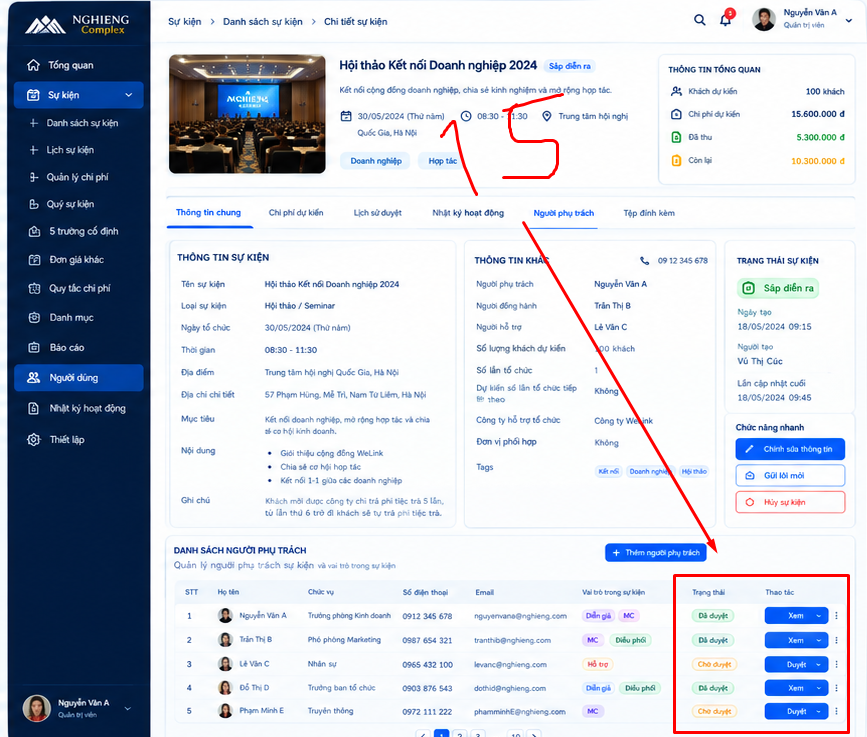 NGHIENG
Complex
Sự kiện > Danh sách sự kiện > Chi tiết sự kiện
3
Nguyễn Văn A
Quản trị viên
Tổng quan
Sự kiện
Danh sách sự kiện
Lịch sự kiện
Quản lý chi phí
Quỹ sự kiện
5 trường cố định
Đơn giá khác
Quy tắc chi phí
Danh mục
Báo cáo
Người dùng
Nhật ký hoạt động
Thiết lập
Nguyễn Văn A
Quản trị viên
Hội thảo Kết nối Doanh nghiệp 2024 Sắp diễn ra
Kết nối cộng đồng doanh nghiệp, chia sẻ kinh nghiệm và mở rộng hợp tác.
30/05/2024 (Thứ năm) 08:30 - 11:30 Trung tâm hội nghị
Quốc Gia, Hà Nội
Doanh nghiệp Hợp tác
15
THÔNG TIN TỔNG QUAN
Khách dự kiến 100 khách
Chi phí dự kiến 15.600.000 đ
Đã thu 5.300.000 đ
Còn lại 10.300.000 đ
Thông tin chung Chi phí dự kiến Lịch sử duyệt Nhật ký hoạt động Người phụ trách Tệp đính kèm
THÔNG TIN SỰ KIỆN
Tên sự kiện Hội thảo Kết nối Doanh nghiệp 2024
Loại sự kiện Hội thảo / Seminar
Ngày tổ chức 30/05/2024 (Thứ năm)
Thời gian 08:30 - 11:30
Địa điểm Trung tâm hội nghị Quốc Gia, Hà Nội
Địa chỉ chi tiết 57 Phạm Hùng, Mễ Trì, Nam Từ Liêm, Hà Nội
Mục tiêu Kết nối doanh nghiệp, mở rộng hợp tác và chia
sẻ cơ hội kinh doanh.
Nội dung
• Giới thiệu cộng đồng WeLink
• Chia sẻ cơ hội hợp tác
• Kết nối 1-1 giữa các doanh nghiệp
Ghi chú Khách mới được công ty chi trả phí tiệc trà 5 lần,
từ lần thứ 6 trở đi khách sẽ tự trả phí tiệc trà.
THÔNG TIN KHÁC 09 12 345 678
Người phụ trách Nguyễn Văn A
Người đồng hành Trần Thị B
Người hỗ trợ Lê Văn C
Số lượng khách dự kiến 100 khách
Số lần tổ chức 1
Dự kiến số lần tổ chức tiếp
theo Không
Công ty hỗ trợ tổ chức Công ty WeLink
Đơn vị phối hợp Không
Tags Kết nối Doanh nghiệp Hội thảo
TRẠNG THÁI SỰ KIỆN
Sắp diễn ra
Ngày tạo
18/05/2024 09:15
Người tạo
Vũ Thị Cúc
Lần cập nhật cuối
18/05/2024 09:45
Chức năng nhanh
Chỉnh sửa thông tin
Gửi lời mời
Hủy sự kiện
DANH SÁCH NGƯỜI PHỤ TRÁCH
Quản lý người phụ trách sự kiện và vai trò trong sự kiện
+ Thêm người phụ trách
STT Họ tên Chức vụ Số điện thoại Email Vai trò trong sự kiện Trạng thái Thao tác
1 Nguyễn Văn A Trưởng phòng Kinh doanh 0912 345 678 nguyenvana@nghieng.com Diễn giả MC Đã duyệt Xem
2 Trần Thị B Phó phòng Marketing 0987 654 321 tranthib@nghieng.com MC Điều phối Đã duyệt Xem
3 Lê Văn C Nhân sự 0965 432 100 levanc@nghieng.com Hỗ trợ Chờ duyệt Duyệt
4 Đỗ Thị D Trưởng ban tổ chức 0903 876 543 dothid@nghieng.com Diễn giả Điều phối Đã duyệt Xem
5 Phạm Minh E Truyền thông 0972 111 222 phamminhE@nghieng.com MC Chờ duyệt Duyệt
1 2 3 10